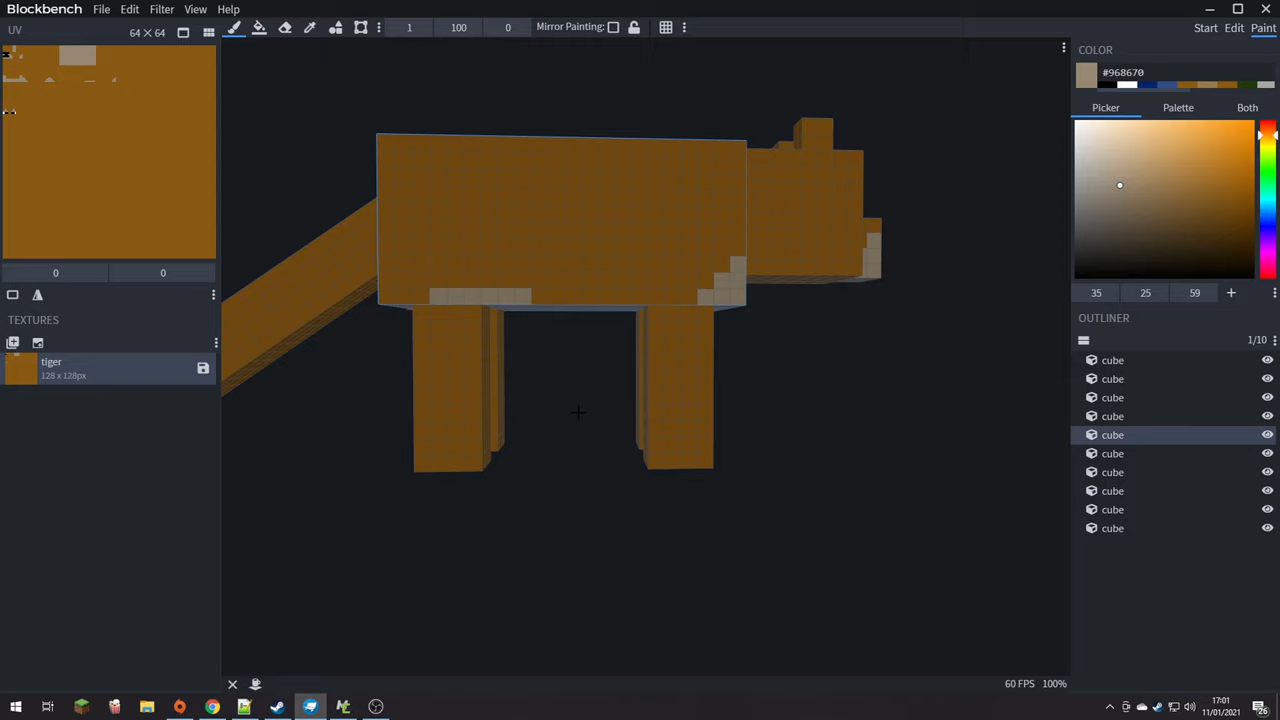 Blockbench File Edit Filter View Help
UV 64 × 64 1 100 0 Mirror Painting: Start Edit Paint
COLOR
#968670
Picker Palette Both
0 0
35 25 59
TEXTURES
tiger
128 x 128px
OUTLINER
1/10
cube
cube
cube
cube
cube
cube
cube
cube
cube
cube
60 FPS 100%
17:01
11/01/2021
26